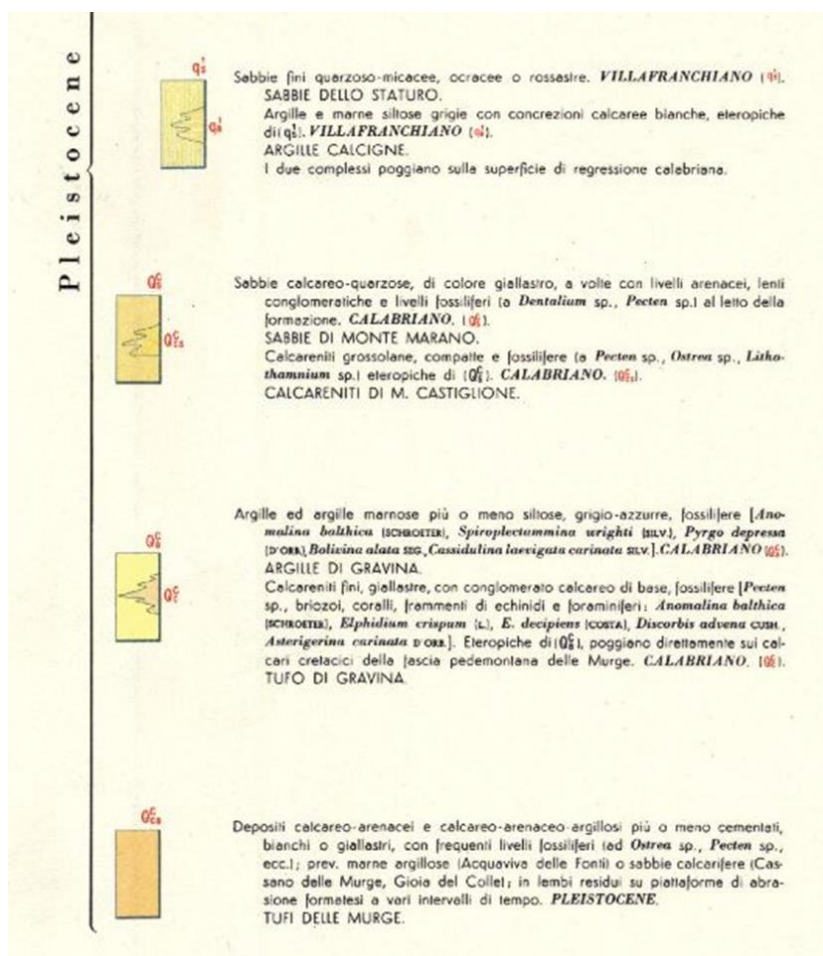 Pleistocene
Sabbie fini quarzoso-micacee, ocracee o rossastre. VILLAFRANCHIANO (q¹s).
SABBIE DELLO STATURO.
Argille e marne siltose grigie con concrezioni calcaree bianche, eteropiche
di (q¹s). VILLAFRANCHIANO (q¹a).
ARGILLE CALCIGNE.
I due complessi poggiano sulla superficie di regressione calabriana.
Sabbie calcareo-quarzose, di colore giallastro, a volte con livelli arenacei, lenti
conglomeratiche e livelli fossiliferi (a Dentalium sp., Pecten sp.) al letto della
formazione. CALABRIANO.
SABBIE DI MONTE MARANO.
Calcareniti grossolane, compatte e fossilifere (a Pecten sp., Ostrea sp., Litho-
thamnium sp.) eteropiche di CALABRIANO.
CALCARENITI DI M. CASTIGLIONE.
Argille ed argille marnose più o meno siltose, grigio-azzurre, fossilifere [Ano-
malina balthica (SCHROETER), Spiroplectammina wrighti (SILV.), Pyrgo depressa
(D'ORB.), Bolivina alata SEG., Cassidulina laevigata carinata SILV.]. CALABRIANO
ARGILLE DI GRAVINA.
Calcareniti fini, giallastre, con conglomerato calcareo di base, fossilifere [Pecten
sp., briozoi, coralli, frammenti di echinidi e foraminiferi: Anomalina balthica
(SCHROETER), Elphidium crispum (L.), E. decipiens (COSTA), Discorbis advena CUSH.,
Asterigerina carinata D'ORB.]. Eteropiche di poggiano direttamente sui cal-
cari cretacici della fascia pedemontana delle Murge. CALABRIANO.
TUFO DI GRAVINA.
Depositi calcareo-arenacei e calcareo-arenaceo-argillosi più o meno cementati,
bianchi o giallastri, con frequenti livelli fossiliferi (ad Ostrea sp., Pecten sp.,
ecc.); prev. marne argillose (Acquaviva delle Fonti) o sabbie calcarifere (Cas-
sano delle Murge, Gioia del Colle); in lembi residui su piattaforme di abra-
sione formatesi a vari intervalli di tempo. PLEISTOCENE.
TUFI DELLE MURGE.